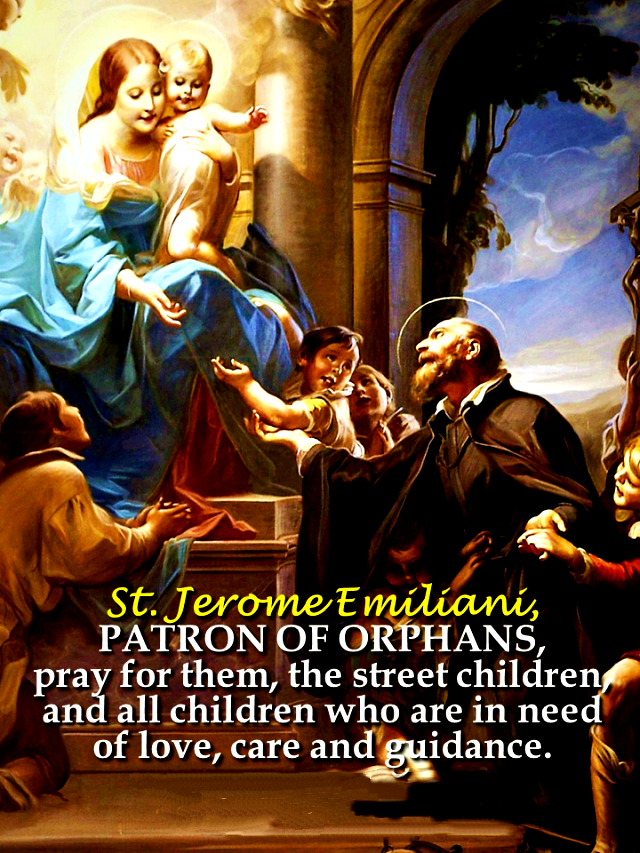 St. Jerome Emiliani,
PATRON OF ORPHANS,
pray for them, the street children,
and all children who are in need
of love, care and guidance.